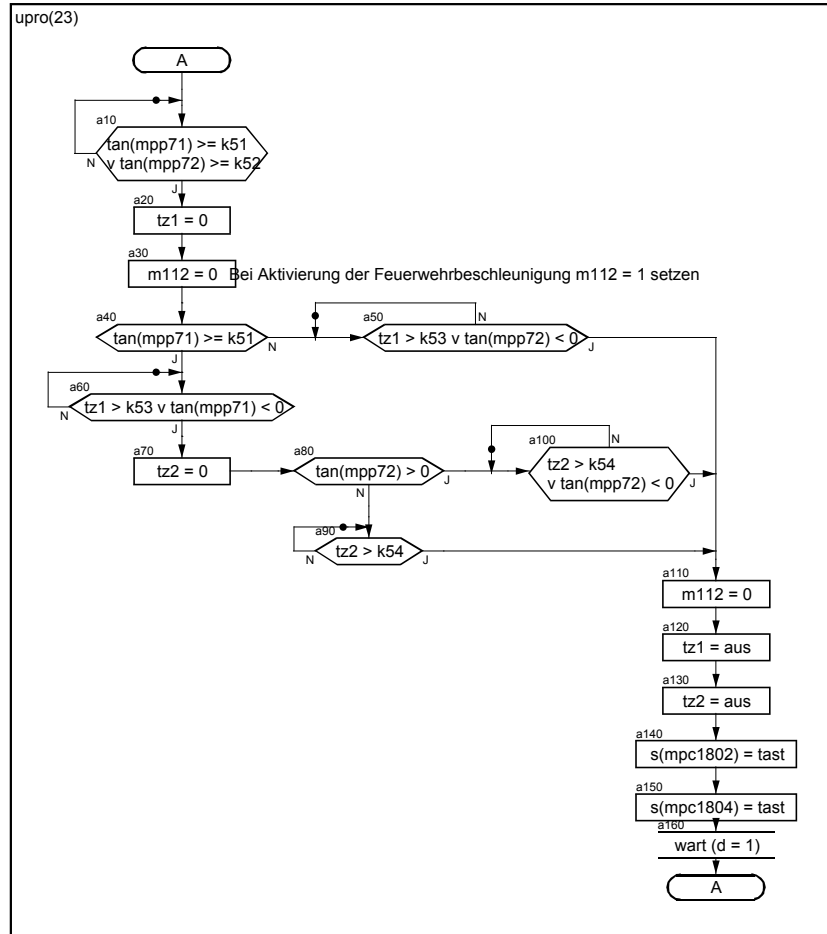 upro(23)
A
a10
tan(mpp71) >= k51
v tan(mpp72) >= k52
N
J
a20
tz1 = 0
a30
m112 = 0 Bei Aktivierung der Feuerwehrbeschleunigung m112 = 1 setzen
a40
tan(mpp71) >= k51
N
J
a50
N
tz1 > k53 v tan(mpp72) < 0
J
a60
tz1 > k53 v tan(mpp71) < 0
N
J
a70
tz2 = 0
a80
tan(mpp72) > 0
J
N
a100
N
tz2 > k54
v tan(mpp72) < 0
J
a90
tz2 > k54
N
J
a110
m112 = 0
a120
tz1 = aus
a130
tz2 = aus
a140
s(mpc1802) = tast
a150
s(mpc1804) = tast
a160
wart (d = 1)
A